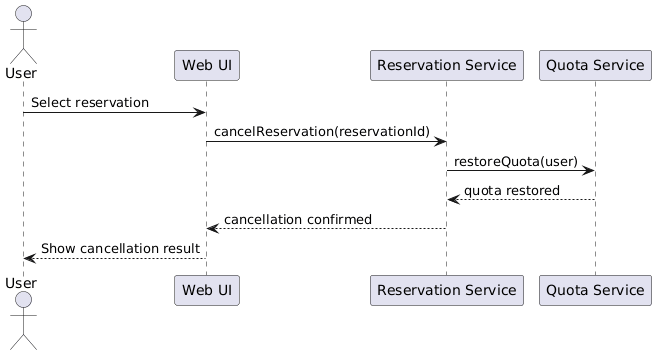 User
Web UI
Reservation Service
Quota Service
Select reservation
cancelReservation(reservationId)
restoreQuota(user)
quota restored
cancellation confirmed
Show cancellation result
User
Web UI
Reservation Service
Quota Service